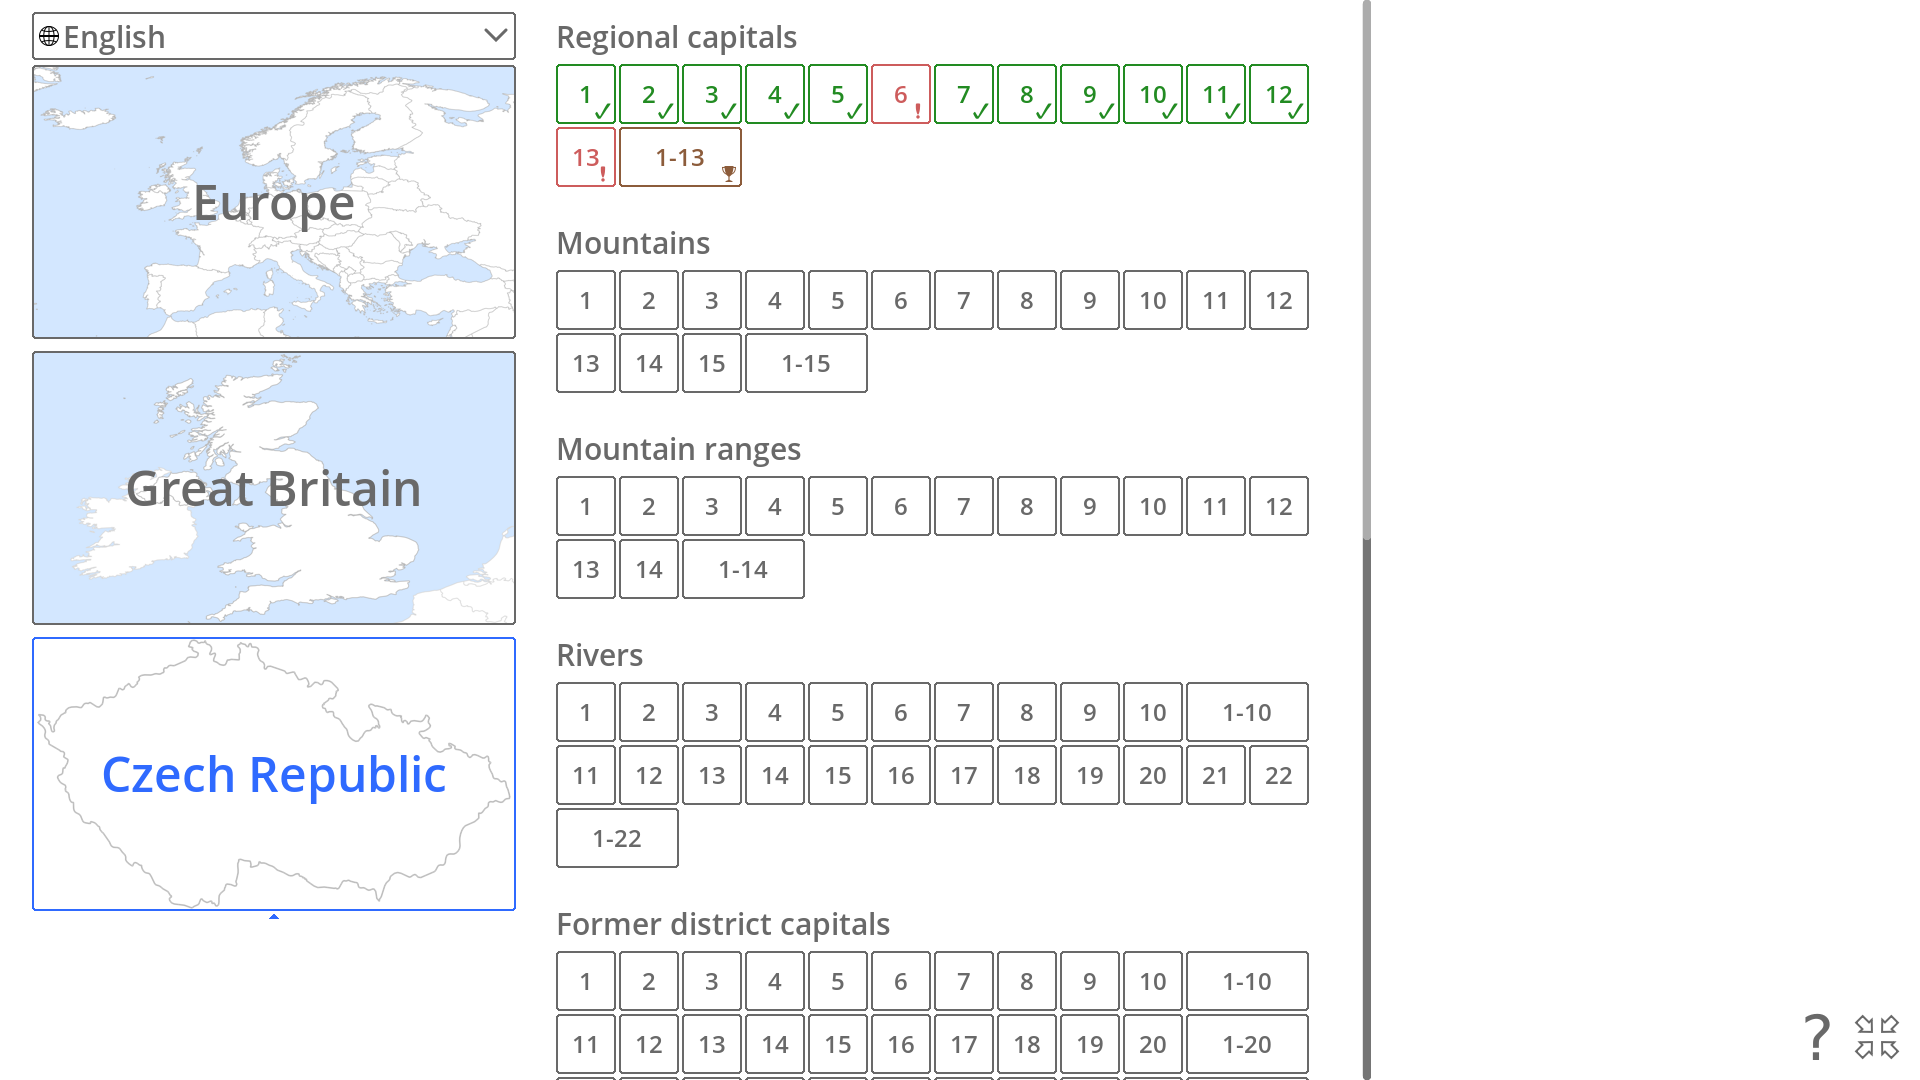 English
Europe
Great Britain
Czech Republic
Regional capitals
1 2 3 4 5 6 7 8 9 10 11 12
13 1-13
Mountains
1 2 3 4 5 6 7 8 9 10 11 12
13 14 15 1-15
Mountain ranges
1 2 3 4 5 6 7 8 9 10 11 12
13 14 1-14
Rivers
1 2 3 4 5 6 7 8 9 10 1-10
11 12 13 14 15 16 17 18 19 20 21 22
1-22
Former district capitals
1 2 3 4 5 6 7 8 9 10 1-10
11 12 13 14 15 16 17 18 19 20 1-20
?